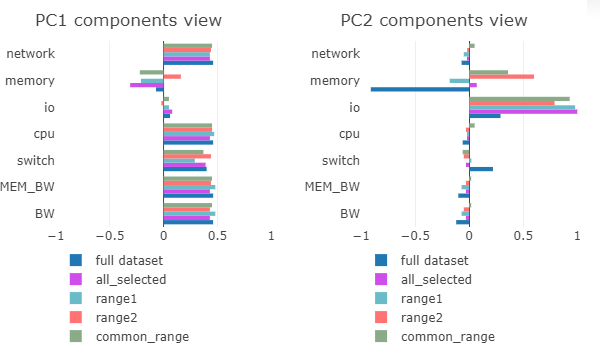 PC1 components view
network
memory
io
cpu
switch
MEM_BW
BW
−1
−0.5
0
0.5
1
full dataset
all_selected
range1
range2
common_range
PC2 components view
network
memory
io
cpu
switch
MEM_BW
BW
−1
−0.5
0
0.5
1
full dataset
all_selected
range1
range2
common_range